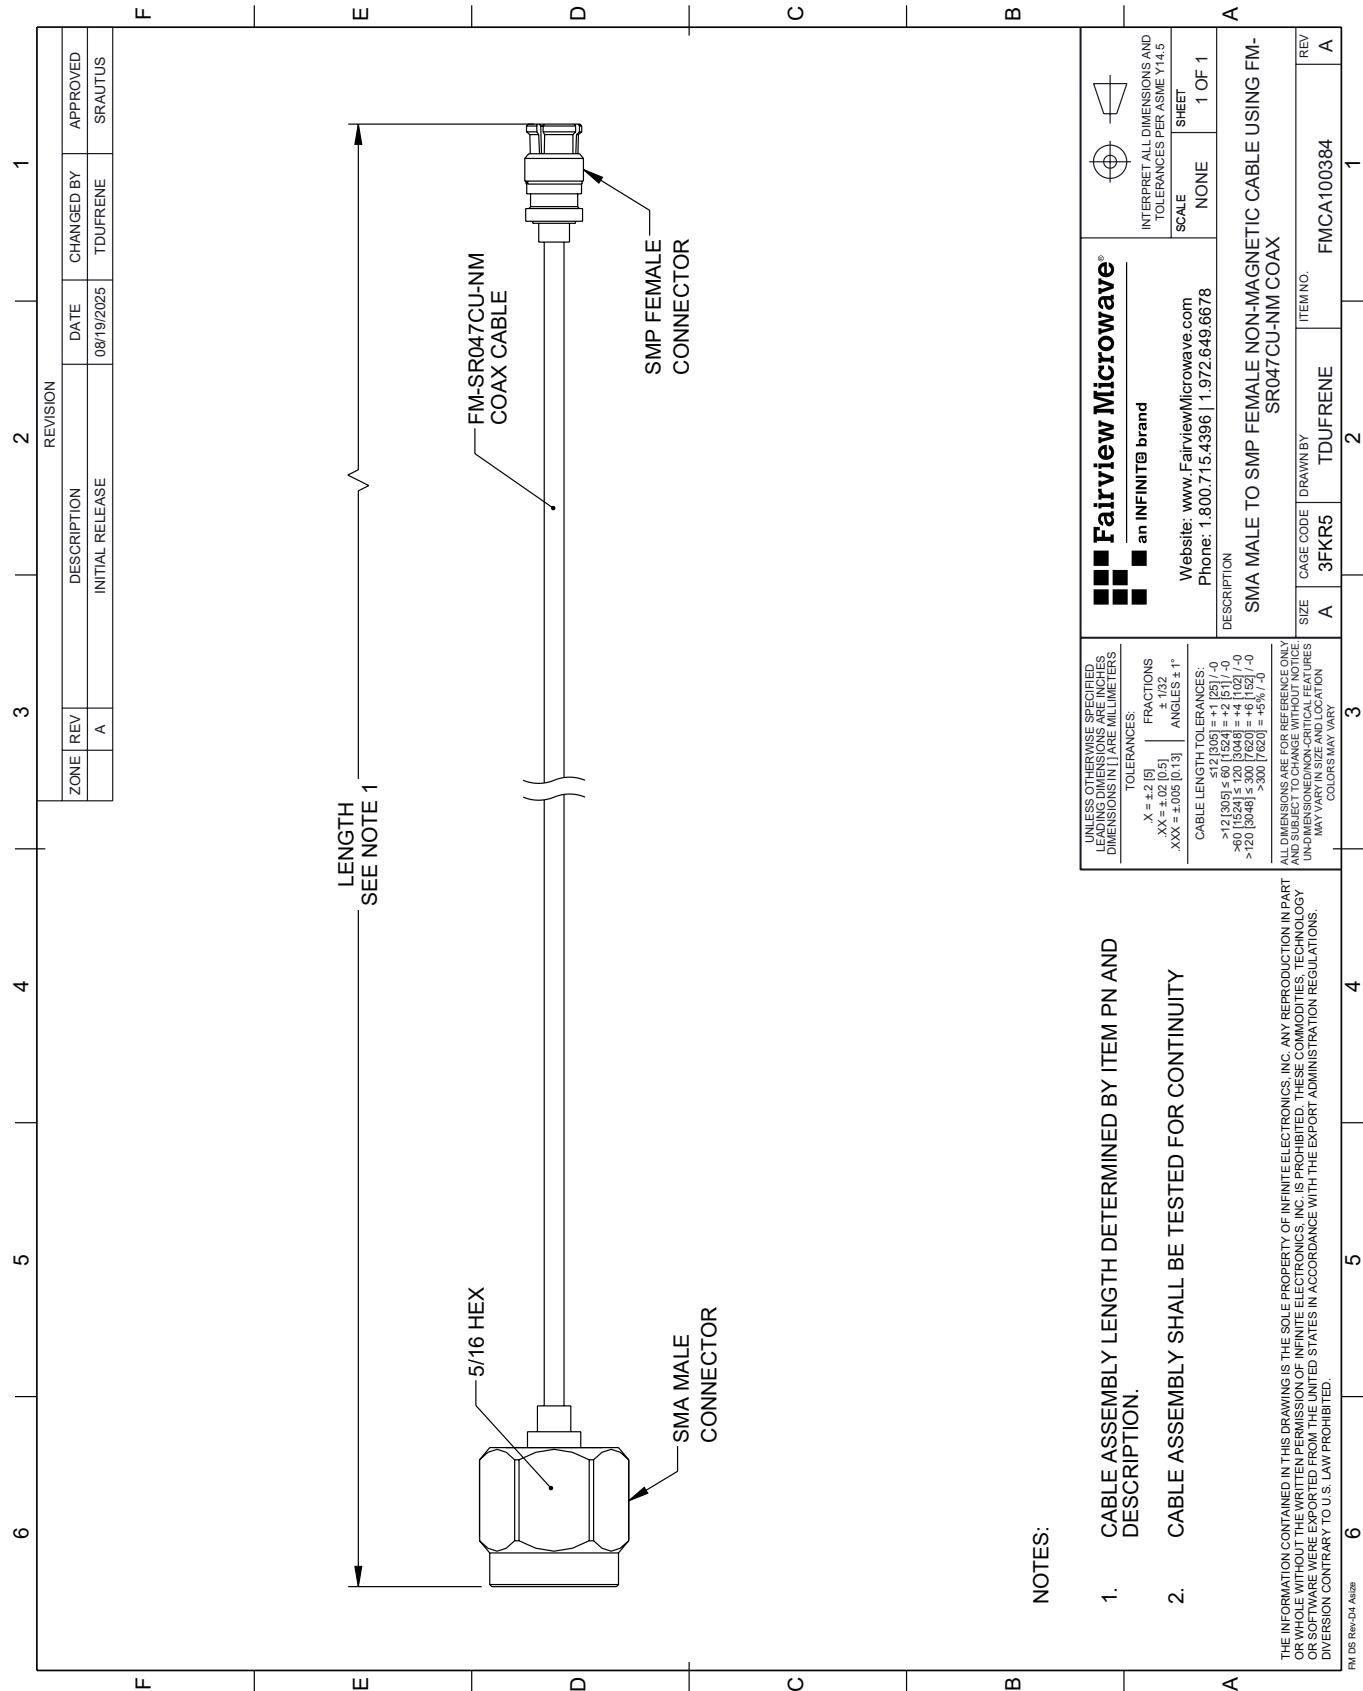 REVISION
ZONE REV DESCRIPTION DATE CHANGED BY APPROVED
A INITIAL RELEASE 08/19/2025 TDUFRENE SRAUTUS
6 5 4 3 2 1
F
E
D
C
B
A
LENGTH
SEE NOTE 1
5/16 HEX
FM-SR047CU-NM
COAX CABLE
SMA MALE
CONNECTOR
SMP FEMALE
CONNECTOR
NOTES:
1. CABLE ASSEMBLY LENGTH DETERMINED BY ITEM PN AND
DESCRIPTION.
2. CABLE ASSEMBLY SHALL BE TESTED FOR CONTINUITY
THE INFORMATION CONTAINED IN THIS DRAWING IS THE SOLE PROPERTY OF INFINITE ELECTRONICS, INC. ANY REPRODUCTION IN PART
OR WHOLE WITHOUT THE WRITTEN PERMISSION OF INFINITE ELECTRONICS, INC. IS PROHIBITED. THESE COMMODITIES, TECHNOLOGY
OR SOFTWARE WERE EXPORTED FROM THE UNITED STATES IN ACCORDANCE WITH THE EXPORT ADMINISTRATION REGULATIONS.
DIVERSION CONTRARY TO U.S. LAW PROHIBITED.
UNLESS OTHERWISE SPECIFIED
LEADING DIMENSIONS ARE INCHES
DIMENSIONS IN [ ] ARE MILLIMETERS
TOLERANCES:
.X = ±.2 [5] FRACTIONS
.XX = ±.02 [0.5] ± 1/32
.XXX = ±.005 [0.13] ANGLES ± 1°
CABLE LENGTH TOLERANCES:
≤12 [305] = +1 [25] / -0
>12 [305] ≤ 60 [1524] = +2 [51] / -0
>60 [1524] ≤ 120 [3048] = +4 [102] / -0
>120 [3048] ≤ 300 [7620] = +6 [152] / -0
>300 [7620] = +5% / -0
ALL DIMENSIONS ARE FOR REFERENCE ONLY
AND SUBJECT TO CHANGE WITHOUT NOTICE.
UN-DIMENSIONED/NON-CRITICAL FEATURES
MAY VARY IN SIZE AND LOCATION
COLORS MAY VARY
Fairview Microwave®
an INFINIT@ brand
Website: www.FairviewMicrowave.com
Phone: 1.800.715.4396 | 1.972.649.6678
INTERPRET ALL DIMENSIONS AND
TOLERANCES PER ASME Y14.5
SCALE NONE
SHEET 1 OF 1
DESCRIPTION
SMA MALE TO SMP FEMALE NON-MAGNETIC CABLE USING FM-
SR047CU-NM COAX
SIZE A
CAGE CODE 3FKR5
DRAWN BY TDUFRENE
ITEM NO. FMCA100384
REV A
F
E
D
C
B
A
6 5 4 3 2 1
FM DS Rev-D4 Asize